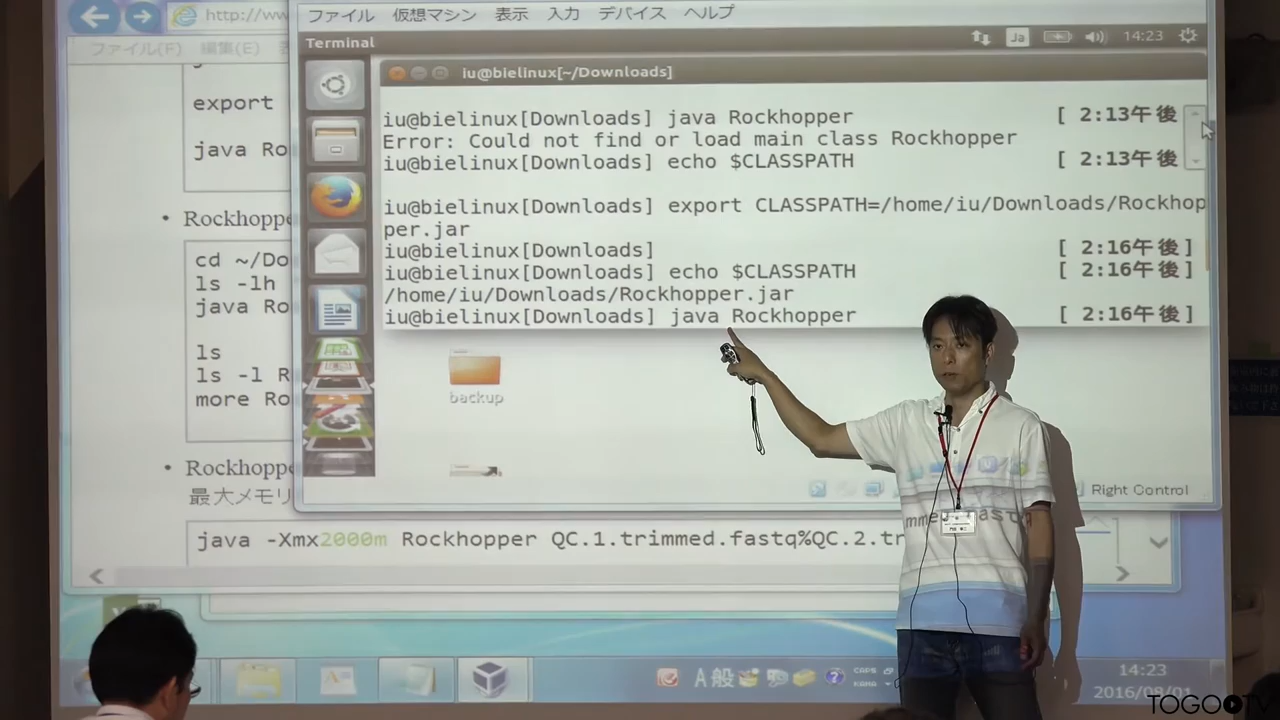 ファイル 仮想マシン 表示 入力 デバイス ヘルプ
http://ww
ファイル(F) 編集(E)
Terminal
Ja
14:23
iu@bielinux[~/Downloads]
export
java Ro
iu@bielinux[Downloads] java Rockhopper [ 2:13午後
Error: Could not find or load main class Rockhopper
iu@bielinux[Downloads] echo $CLASSPATH [ 2:13午後
iu@bielinux[Downloads] export CLASSPATH=/home/iu/Downloads/Rockhop
per.jar
iu@bielinux[Downloads] [ 2:16午後]
iu@bielinux[Downloads] echo $CLASSPATH [ 2:16午後]
/home/iu/Downloads/Rockhopper.jar
iu@bielinux[Downloads] java Rockhopper [ 2:16午後]
• Rockhoppe
cd ~/Do
ls -lh
java Ro
ls
ls -l R
more Ro
backup
• Rockhoppe
最大メモリ
Right Control
java -Xmx2000m Rockhopper QC.1.trimmed.fastq%QC.2.tr
A般
CAPS
KANA
14:23
2016/08/01
TOGOTV